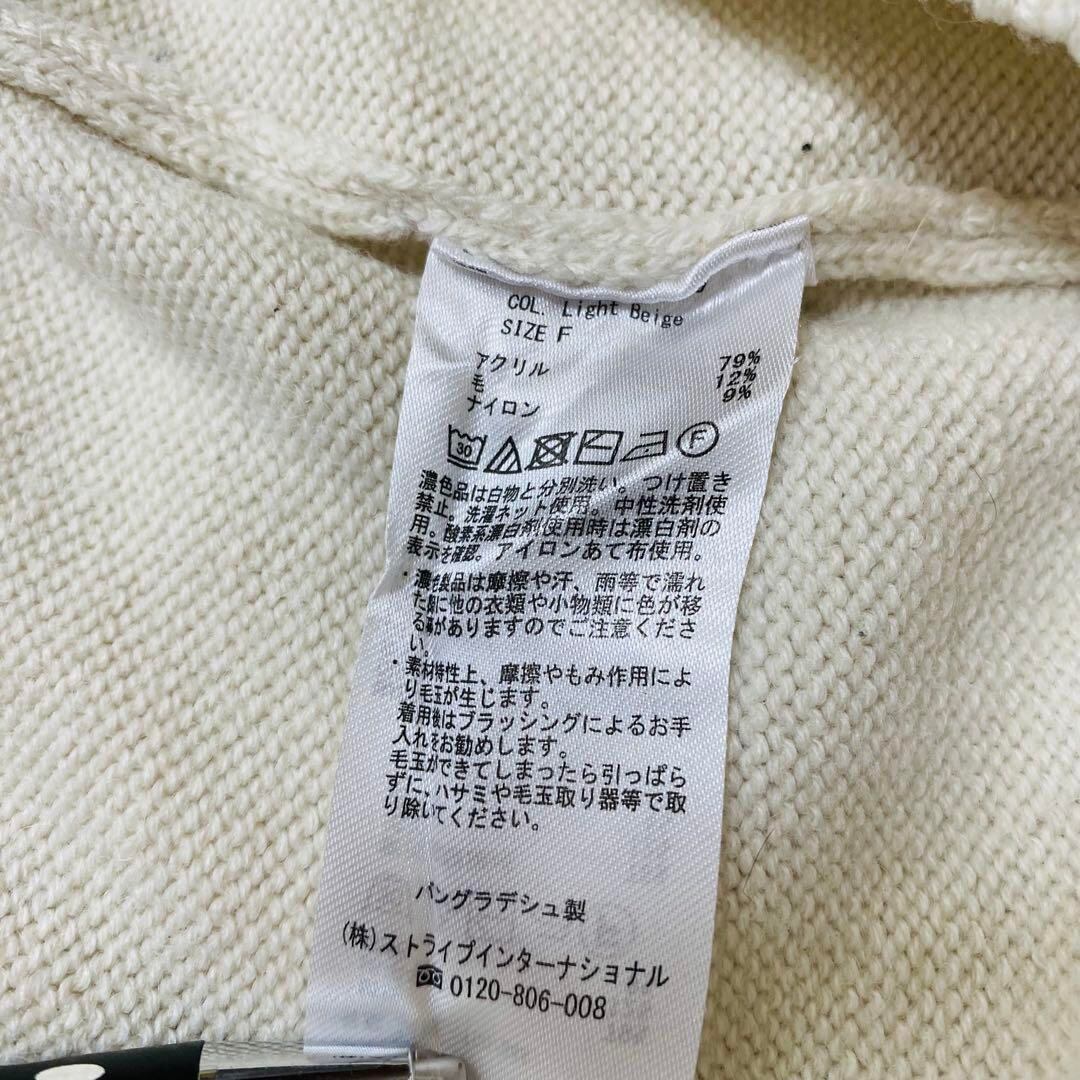 COL. Light Beige
SIZE F
アクリル 79%
毛 12%
ナイロン 9%
30 F
濃色品は白物と分別洗い。つけ置き
禁止。洗濯ネット使用。中性洗剤使
用。酸素系漂白剤使用時は漂白剤の
表示を確認。アイロンあて布使用。
・濃色製品は摩擦や汗、雨等で濡れ
た際に他の衣類や小物類に色が移
る事がありますのでご注意くださ
い。
・素材特性上、摩擦やもみ作用によ
り毛玉が生じます。
着用後はブラッシングによるお手
入れをお勧めします。
毛玉ができてしまったら引っぱら
ずに、ハサミや毛玉取り器等で取
り除いてください。
バングラデシュ製
(株)ストライプインターナショナル
0120-806-008